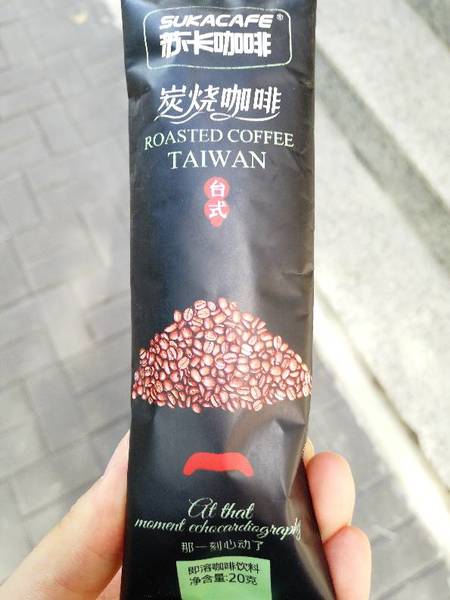 SUKACAFE®
苏卡咖啡
炭烧咖啡
ROASTED COFFEE
TAIWAN
台式
At that
moment echocardiography
那一刻心动了
即溶咖啡饮料
净含量:20克